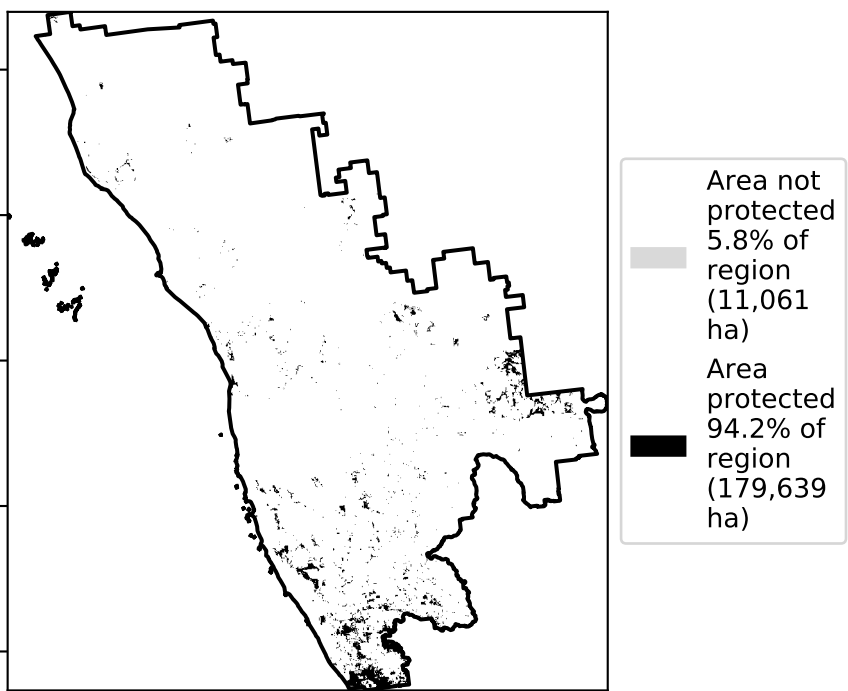 Area not
protected
5.8% of
region
(11,061
ha)
Area
protected
94.2% of
region
(179,639
ha)